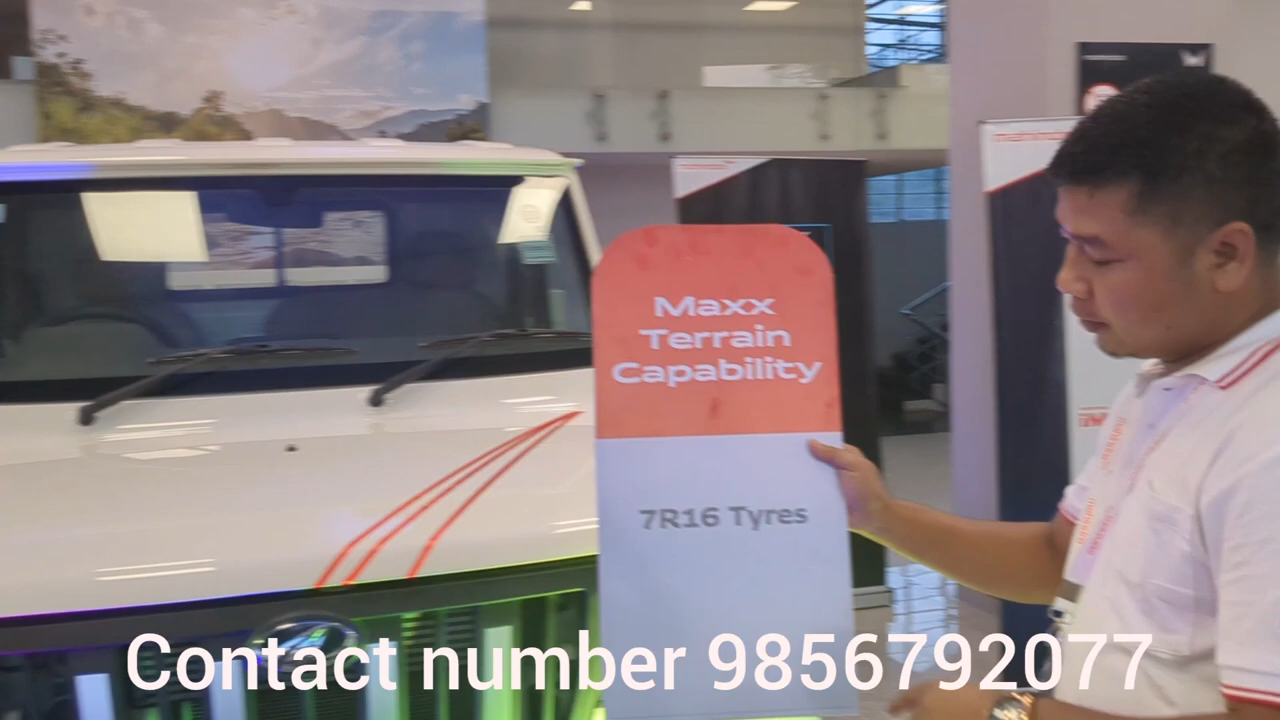 Maxx
Terrain
Capability
7R16 Tyres
Contact number 9856792077